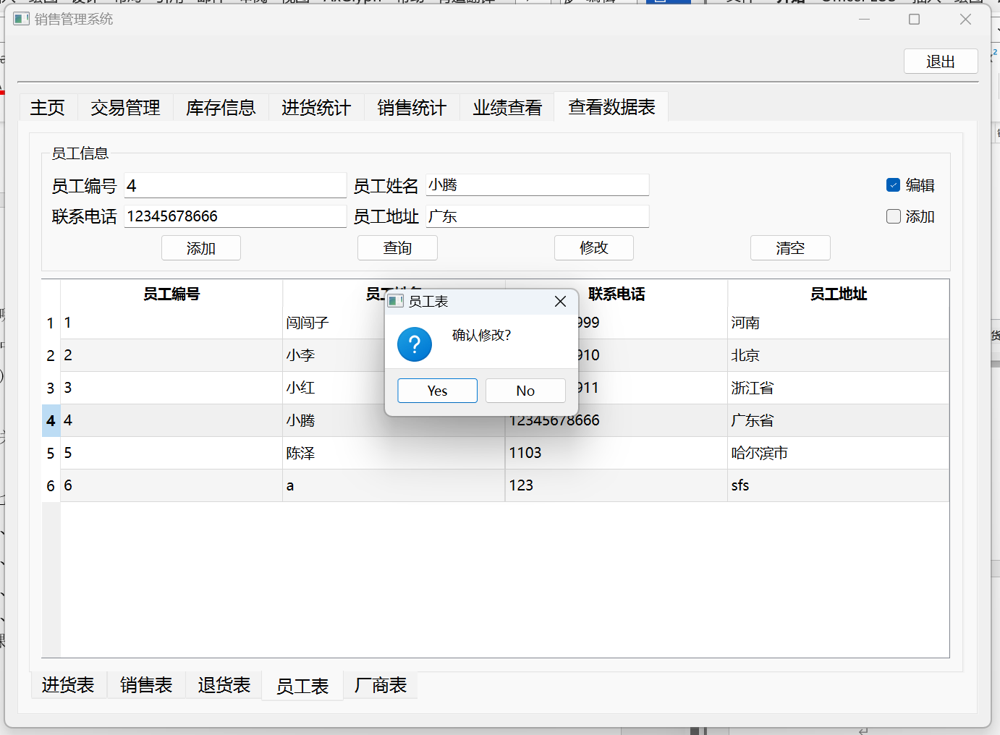 销售管理系统
退出
主页 交易管理 库存信息 进货统计 销售统计 业绩查看 查看数据表
员工信息
员工编号 4 员工姓名 小腾 编辑
联系电话 12345678666 员工地址 广东 添加
添加 查询 修改 清空
员工编号 联系电话 员工地址
员工表
确认修改?
Yes No
1 1 闯闯子 999 河南
2 2 小李 910 北京
3 3 小红 911 浙江省
4 4 小腾 12345678666 广东省
5 5 陈泽 1103 哈尔滨市
6 6 a 123 sfs
进货表 销售表 退货表 员工表 厂商表